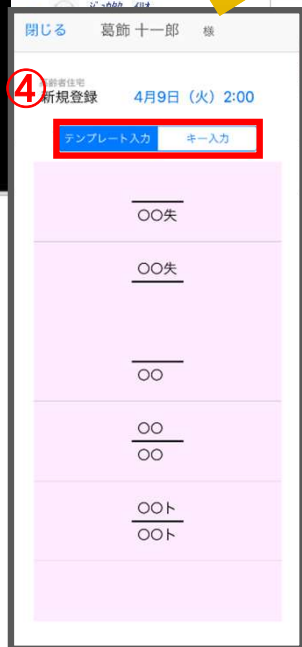 閉じる 葛飾 十一郎 様
④
高齢者住宅
新規登録 4月9日（火）2:00
テンプレート入力 キー入力
〇〇失
〇〇失
〇〇
〇〇
〇〇
〇〇ト
〇〇ト